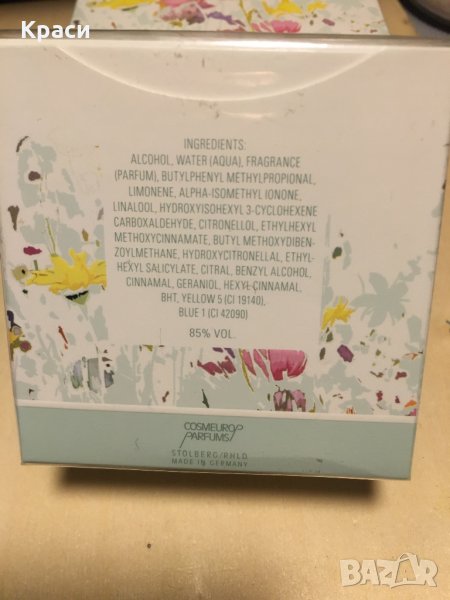 Краси
INGREDIENTS:
ALCOHOL, WATER (AQUA), FRAGRANCE
(PARFUM), BUTYLPHENYL METHYLPROPIONAL,
LIMONENE, ALPHA-ISOMETHYL IONONE,
LINALOOL, HYDROXYISOHEXYL 3-CYCLOHEXENE
CARBOXALDEHYDE, CITRONELLOL, ETHYLHEXYL
METHOXYCINNAMATE, BUTYL METHOXYDIBEN-
ZOYLMETHANE, HYDROXYCITRONELLAL, ETHYL-
HEXYL SALICYLATE, CITRAL, BENZYL ALCOHOL,
CINNAMAL, GERANIOL, HEXYL CINNAMAL,
BHT, YELLOW 5 (CI 19140),
BLUE 1 (CI 42090)
85% VOL.
COSMEUROP
PARFUMS
STOLBERG/RHLD
MADE IN GERMANY
BAZAR